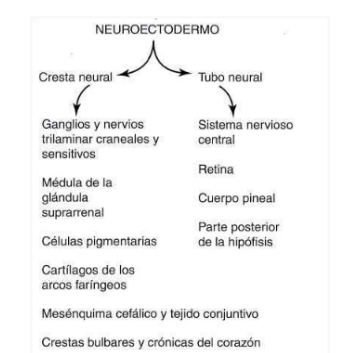 NEUROECTODERMO
Cresta neural
Tubo neural
Ganglios y nervios
trilaminar craneales y
sensitivos
Médula de la
glándula
suprarrenal
Células pigmentarias
Cartílagos de los
arcos faríngeos
Mesénquima cefálico y tejido conjuntivo
Crestas bulbares y crónicas del corazón
Sistema nervioso
central
Retina
Cuerpo pineal
Parte posterior
de la hipófisis